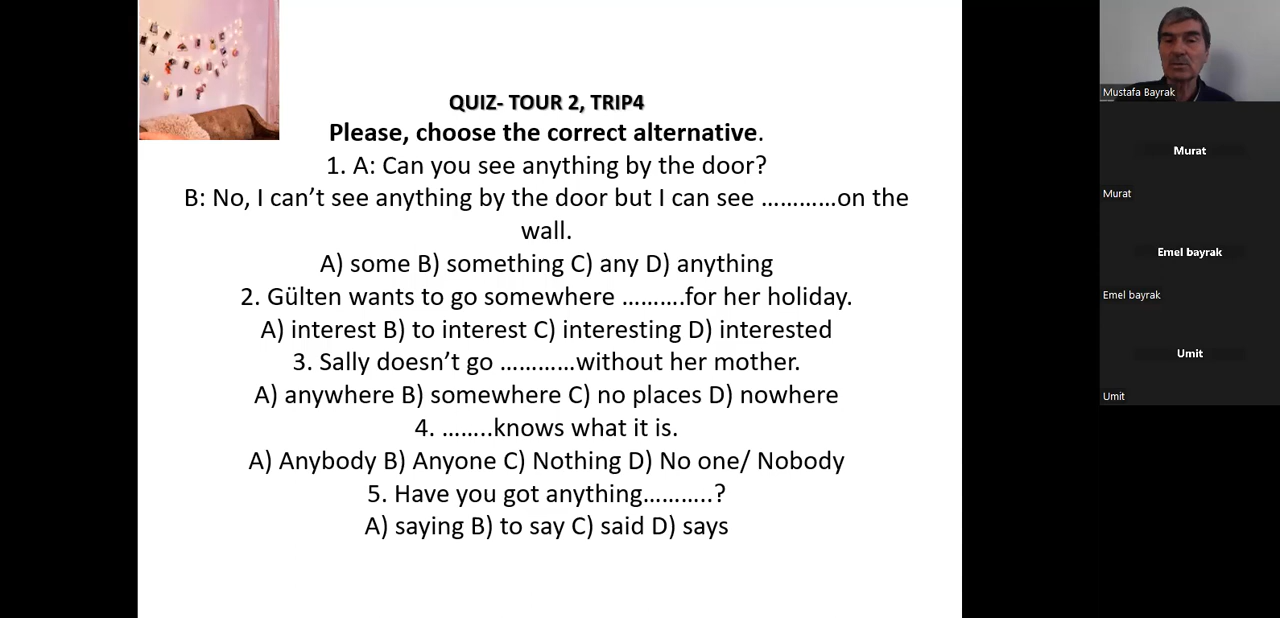 QUIZ- TOUR 2, TRIP4
Please, choose the correct alternative.
1. A: Can you see anything by the door?
B: No, I can’t see anything by the door but I can see …………on the
wall.
A) some B) something C) any D) anything
2. Gülten wants to go somewhere ……….for her holiday.
A) interest B) to interest C) interesting D) interested
3. Sally doesn’t go …………without her mother.
A) anywhere B) somewhere C) no places D) nowhere
4. ……..knows what it is.
A) Anybody B) Anyone C) Nothing D) No one/ Nobody
5. Have you got anything………..?
A) saying B) to say C) said D) says
Mustafa Bayrak
Murat
Murat
Emel bayrak
Emel bayrak
Umit
Umit